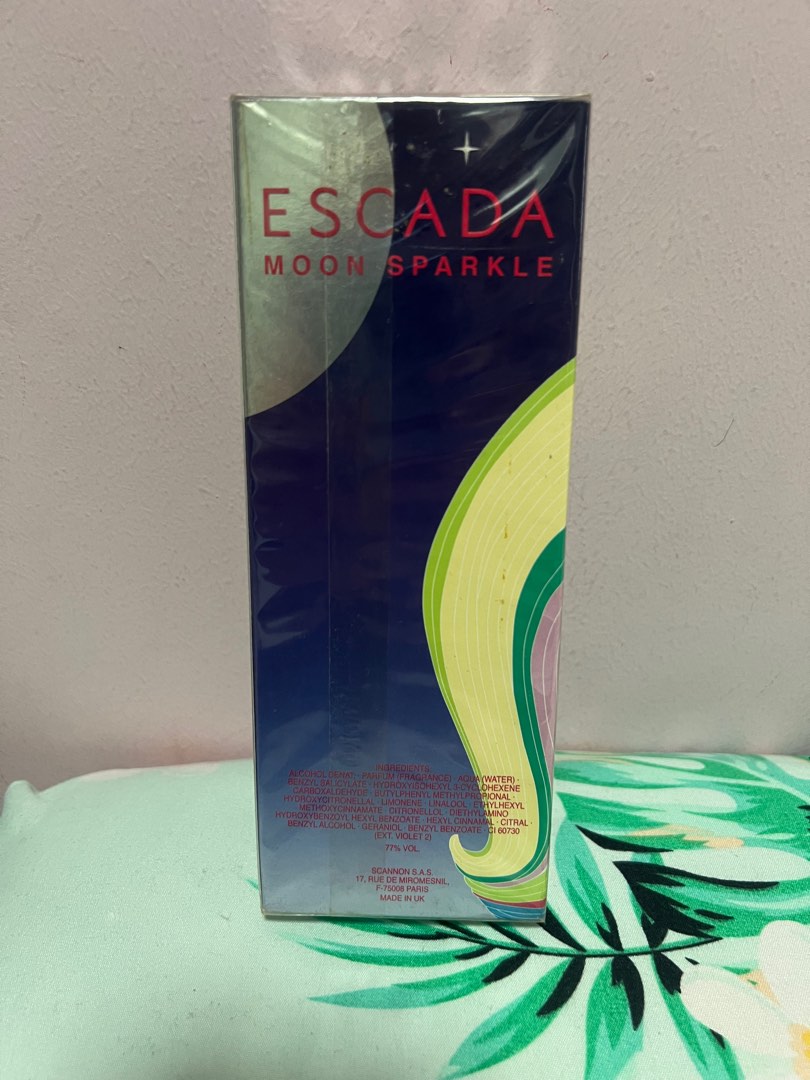 ESCADA
MOON SPARKLE
INGREDIENTS:
ALCOHOL DENAT. · PARFUM (FRAGRANCE) · AQUA (WATER) ·
BENZYL SALICYLATE · HYDROXYISOHEXYL 3-CYCLOHEXENE
CARBOXALDEHYDE · BUTYLPHENYL METHYLPROPIONAL ·
HYDROXYCITRONELLAL · LIMONENE · LINALOOL · ETHYLHEXYL
METHOXYCINNAMATE · CITRONELLOL · DIETHYLAMINO
HYDROXYBENZOYL HEXYL BENZOATE · HEXYL CINNAMAL · CITRAL ·
BENZYL ALCOHOL · GERANIOL · BENZYL BENZOATE · CI 60730
(EXT. VIOLET 2)
77% VOL
SCANNON S.A.S.
17, RUE DE MIROMESNIL,
F-75008 PARIS
MADE IN UK